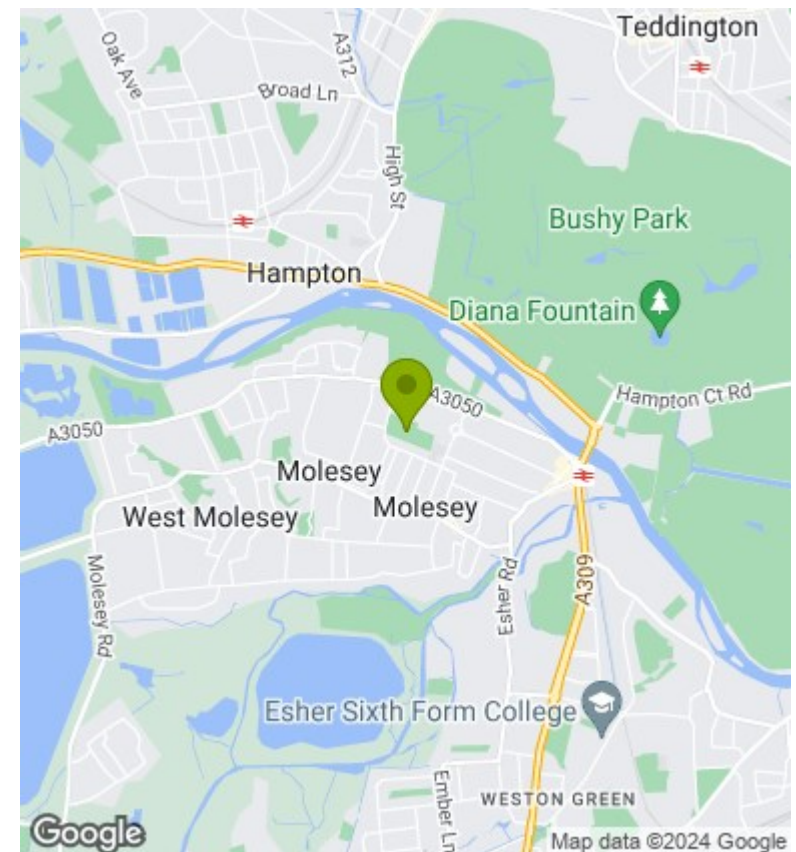 Teddington
Oak Ave
A312
Broad Ln
High St
Bushy Park
Hampton
Diana Fountain
Hampton Ct Rd
A3050
A3050
Molesey
Molesey
West Molesey
Molesey Rd
Esher Rd
A309
Esher Sixth Form College
Ember Ln
WESTON GREEN
Google
Map data ©2024 Google